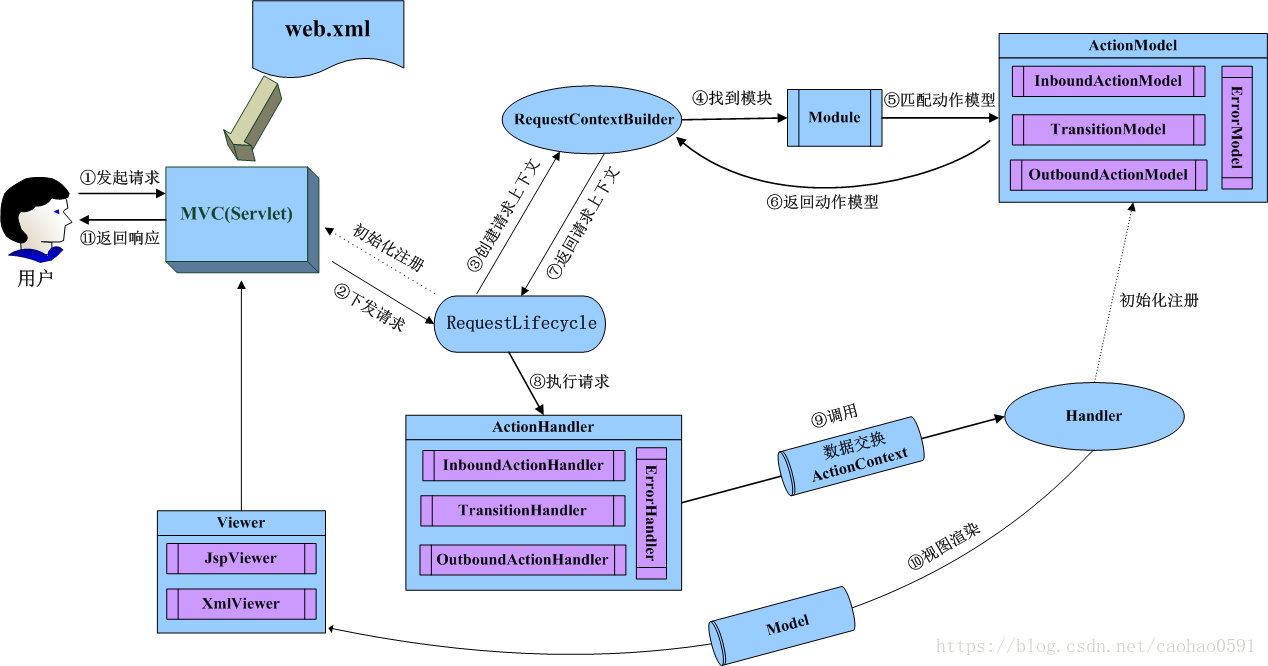 web.xml
①发起请求
⑪返回响应
用户
MVC(Servlet)
初始化注册
②下发请求
③创建请求上下文
⑦返回请求上下文
RequestContextBuilder
④找到模块
Module
⑤匹配动作模型
⑥返回动作模型
ActionModel
InboundActionModel
TransitionModel
OutboundActionModel
ErrorModel
RequestLifecycle
⑧执行请求
初始化注册
ActionHandler
InboundActionHandler
TransitionHandler
OutboundActionHandler
ErrorHandler
⑨调用
数据交换
ActionContext
Handler
⑩视图渲染
Model
Viewer
JspViewer
XmlViewer
https://blog.csdn.net/caohao0591